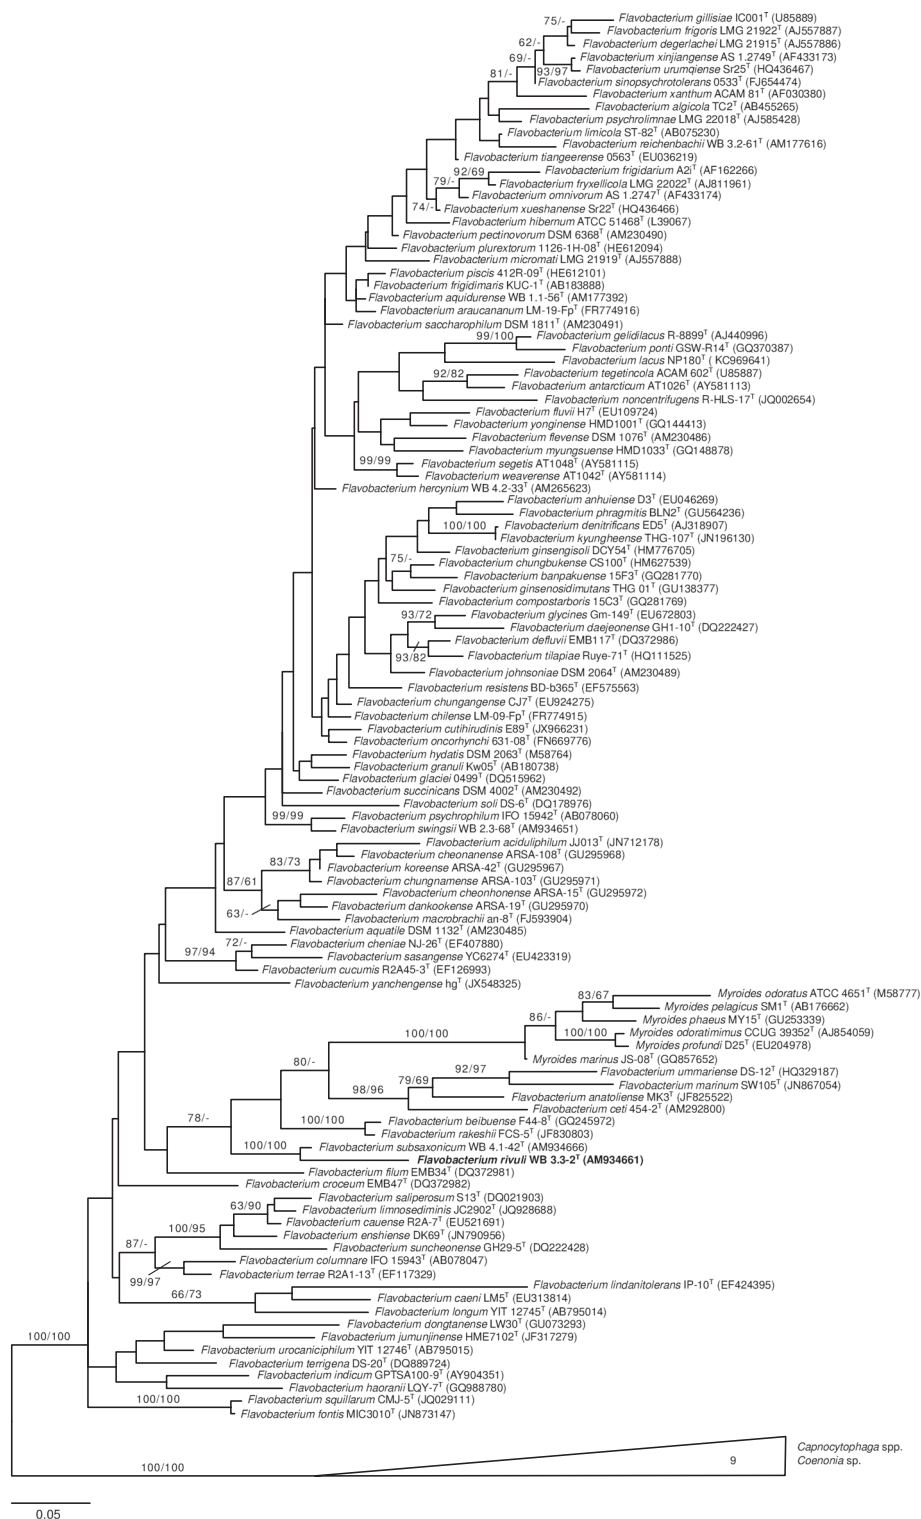 75/-
Flavobacterium gillisiae IC001T (U85889)
Flavobacterium frigoris LMG 21922T (AJ557887)
62/-
Flavobacterium degerlachei LMG 21915T (AJ557886)
69/-
Flavobacterium xinjiangense AS 1.2749T (AF433173)
81/-
93/97
Flavobacterium urumqiense Sr25T (HQ436467)
Flavobacterium sinopsychrotolerans 0533T (FJ654474)
Flavobacterium xanthum ACAM 81T (AF030380)
Flavobacterium algicola TC2T (AB455265)
Flavobacterium psychrolimnae LMG 22018T (AJ585428)
Flavobacterium limicola ST-82T (AB075230)
Flavobacterium reichenbachii WB 3.2-61T (AM177616)
Flavobacterium tiangeerense 0563T (EU036219)
92/69
Flavobacterium frigidarium A2iT (AF162266)
79/-
Flavobacterium fryxellicola LMG 22022T (AJ811961)
Flavobacterium omnivorum AS 1.2747T (AF433174)
74/-
Flavobacterium xueshanense Sr22T (HQ436466)
Flavobacterium hibernum ATCC 51468T (L39067)
Flavobacterium pectinovorum DSM 6368T (AM230490)
Flavobacterium plurextorum 1126-1H-08T (HE612094)
Flavobacterium micromati LMG 21919T (AJ557888)
Flavobacterium piscis 412R-09T (HE612101)
Flavobacterium frigidimaris KUC-1T (AB183888)
Flavobacterium aquidurense WB 1.1-56T (AM177392)
Flavobacterium araucananum LM-19-FpT (FR774916)
Flavobacterium saccharophilum DSM 1811T (AM230491)
99/100
Flavobacterium gelidilacus R-8899T (AJ440996)
Flavobacterium ponti GSW-R14T (GQ370387)
Flavobacterium lacus NP180T ( KC969641)
92/82
Flavobacterium tegetincola ACAM 602T (U85887)
Flavobacterium antarcticum AT1026T (AY581113)
Flavobacterium noncentrifugens R-HLS-17T (JQ002654)
Flavobacterium fluvii H7T (EU109724)
Flavobacterium yonginense HMD1001T (GQ144413)
Flavobacterium flevense DSM 1076T (AM230486)
Flavobacterium myungsuense HMD1033T (GQ148878)
99/99
Flavobacterium segetis AT1048T (AY581115)
Flavobacterium weaverense AT1042T (AY581114)
Flavobacterium hercynium WB 4.2-33T (AM265623)
Flavobacterium anhuiense D3T (EU046269)
Flavobacterium phragmitis BLN2T (GU564236)
100/100
Flavobacterium denitrificans ED5T (AJ318907)
Flavobacterium kyungheense THG-107T (JN196130)
Flavobacterium ginsengisoli DCY54T (HM776705)
75/-
Flavobacterium chungbukense CS100T (HM627539)
Flavobacterium banpakuense 15F3T (GQ281770)
Flavobacterium ginsenosidimutans THG 01T (GU138377)
Flavobacterium compostarboris 15C3T (GQ281769)
93/72
Flavobacterium glycines Gm-149T (EU672803)
Flavobacterium daejeonense GH1-10T (DQ222427)
Flavobacterium defluvii EMB117T (DQ372986)
93/82
Flavobacterium tilapiae Ruye-71T (HQ111525)
Flavobacterium johnsoniae DSM 2064T (AM230489)
Flavobacterium resistens BD-b365T (EF575563)
Flavobacterium chungangense CJ7T (EU924275)
Flavobacterium chilense LM-09-FpT (FR774915)
Flavobacterium cutihirudinis E89T (JX966231)
Flavobacterium oncorhynchi 631-08T (FN669776)
Flavobacterium hydatis DSM 2063T (M58764)
Flavobacterium granuli Kw05T (AB180738)
Flavobacterium glaciei 0499T (DQ515962)
Flavobacterium succinicans DSM 4002T (AM230492)
Flavobacterium soli DS-6T (DQ178976)
99/99
Flavobacterium psychrophilum IFO 15942T (AB078060)
Flavobacterium swingsii WB 2.3-68T (AM934651)
Flavobacterium aciduliphilum JJ013T (JN712178)
83/73
Flavobacterium cheonanense ARSA-108T (GU295968)
Flavobacterium koreense ARSA-42T (GU295967)
87/61
Flavobacterium chungnamense ARSA-103T (GU295971)
Flavobacterium cheonhonense ARSA-15T (GU295972)
63/-
Flavobacterium dankookense ARSA-19T (GU295970)
Flavobacterium macrobrachii an-8T (FJ593904)
Flavobacterium aquatile DSM 1132T (AM230485)
72/-
Flavobacterium cheniae NJ-26T (EF407880)
97/94
Flavobacterium sasangense YC6274T (EU423319)
Flavobacterium cucumis R2A45-3T (EF126993)
Flavobacterium yanchengense hgT (JX548325)
83/67
Myroides odoratus ATCC 4651T (M58777)
Myroides pelagicus SM1T (AB176662)
86/-
Myroides phaeus MY15T (GU253339)
100/100
100/100
Myroides odoratimimus CCUG 39352T (AJ854059)
Myroides profundi D25T (EU204978)
Myroides marinus JS-08T (GQ857652)
80/-
92/97
Flavobacterium ummariense DS-12T (HQ329187)
79/69
Flavobacterium marinum SW105T (JN867054)
98/96
Flavobacterium anatoliense MK3T (JF825522)
Flavobacterium ceti 454-2T (AM292800)
78/-
100/100
Flavobacterium beibuense F44-8T (GQ245972)
Flavobacterium rakeshii FCS-5T (JF830803)
100/100
Flavobacterium subsaxonicum WB 4.1-42T (AM934666)
Flavobacterium rivuli WB 3.3-2T (AM934661)
Flavobacterium filum EMB34T (DQ372981)
Flavobacterium croceum EMB47T (DQ372982)
Flavobacterium saliperosum S13T (DQ021903)
63/90
Flavobacterium limnosediminis JC2902T (JQ928688)
Flavobacterium cauense R2A-7T (EU521691)
100/95
Flavobacterium enshiense DK69T (JN790956)
87/-
Flavobacterium suncheonense GH29-5T (DQ222428)
Flavobacterium columnare IFO 15943T (AB078047)
99/97
Flavobacterium terrae R2A1-13T (EF117329)
Flavobacterium lindanitolerans IP-10T (EF424395)
66/73
Flavobacterium caeni LM5T (EU313814)
Flavobacterium longum YIT 12745T (AB795014)
Flavobacterium dongtanense LW30T (GU073293)
100/100
Flavobacterium jumunjinense HME7102T (JF317279)
Flavobacterium urocaniciphilum YIT 12746T (AB795015)
Flavobacterium terrigena DS-20T (DQ889724)
Flavobacterium indicum GPTSA100-9T (AY904351)
Flavobacterium haoranii LQY-7T (GQ988780)
100/100
Flavobacterium squillarum CMJ-5T (JQ029111)
Flavobacterium fontis MIC3010T (JN873147)
Capnocytophaga spp.
9
Coenonia sp.
100/100
0.05